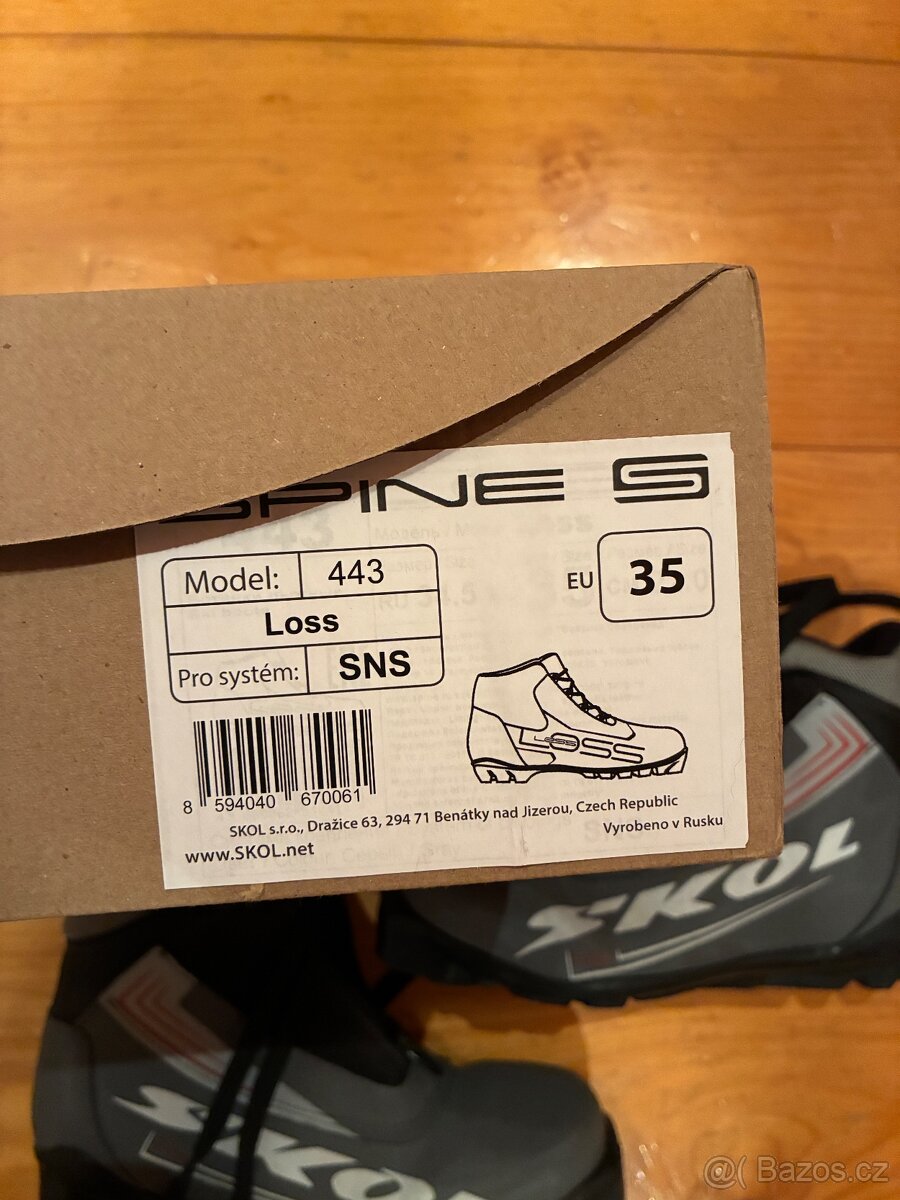 SPINE S
Model: 443
EU 35
Loss
Pro systém: SNS
LOSS
8 594040 670061
SKOL s.r.o., Dražice 63, 294 71 Benátky nad Jizerou, Czech Republic
www.SKOL.net
Vyrobeno v Rusku
SKOL
SKOL
@( Bazos.cz